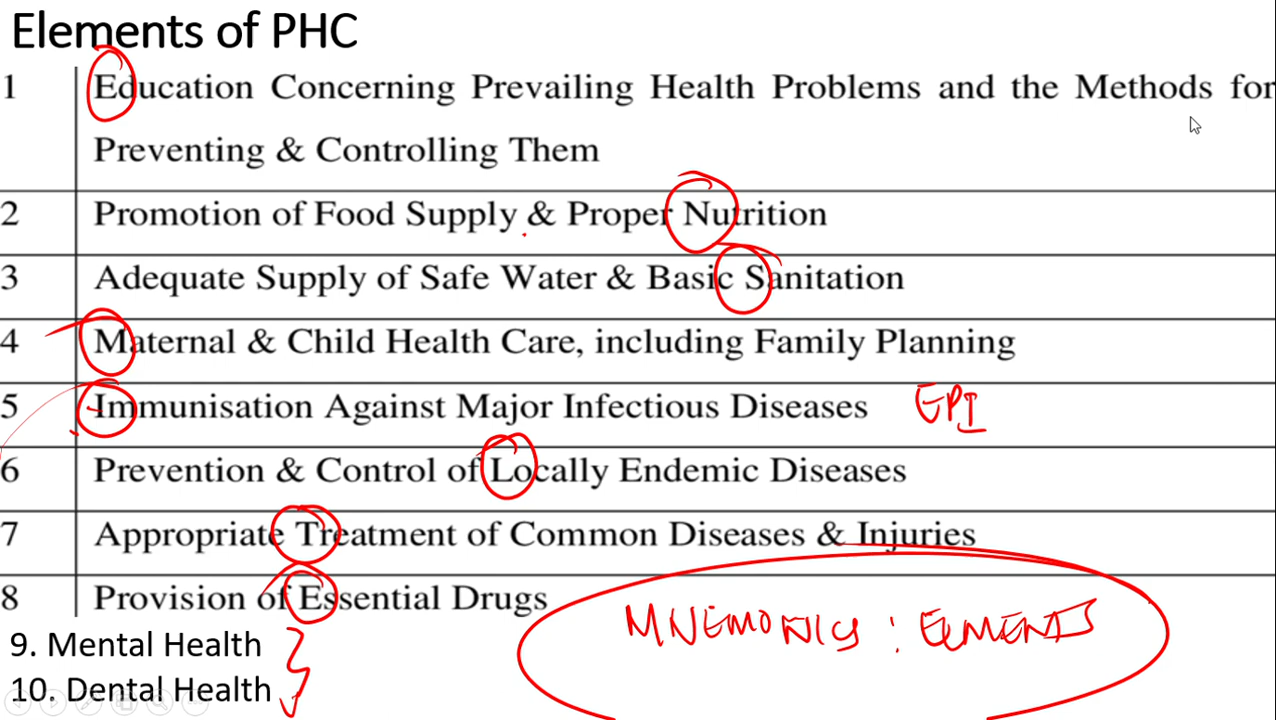 Elements of PHC
1 Education Concerning Prevailing Health Problems and the Methods for
Preventing & Controlling Them
2 Promotion of Food Supply & Proper Nutrition
3 Adequate Supply of Safe Water & Basic Sanitation
4 Maternal & Child Health Care, including Family Planning
5 Immunisation Against Major Infectious Diseases EPI
6 Prevention & Control of Locally Endemic Diseases
7 Appropriate Treatment of Common Diseases & Injuries
8 Provision of Essential Drugs
MNEMONICS : ELEMENTS
9. Mental Health
10. Dental Health